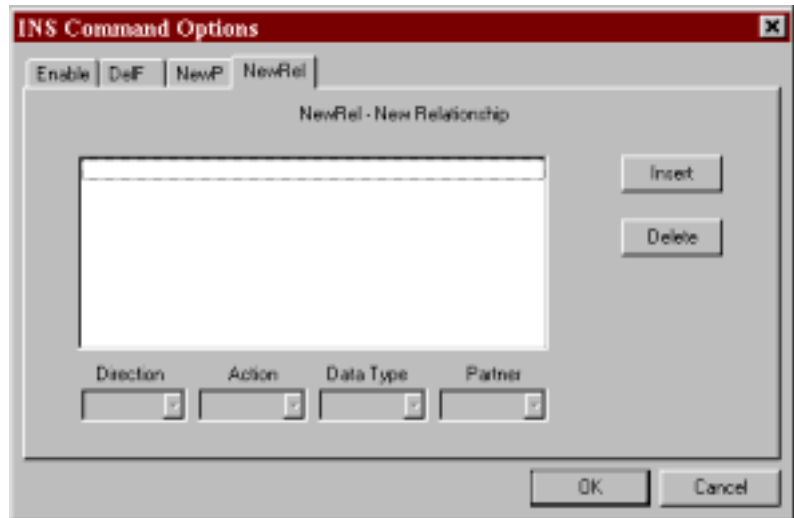 INS Command Options
Enable DelF NewP NewRel
NewRel - New Relationship
Insert
Delete
Direction Action Data Type Partner
OK Cancel